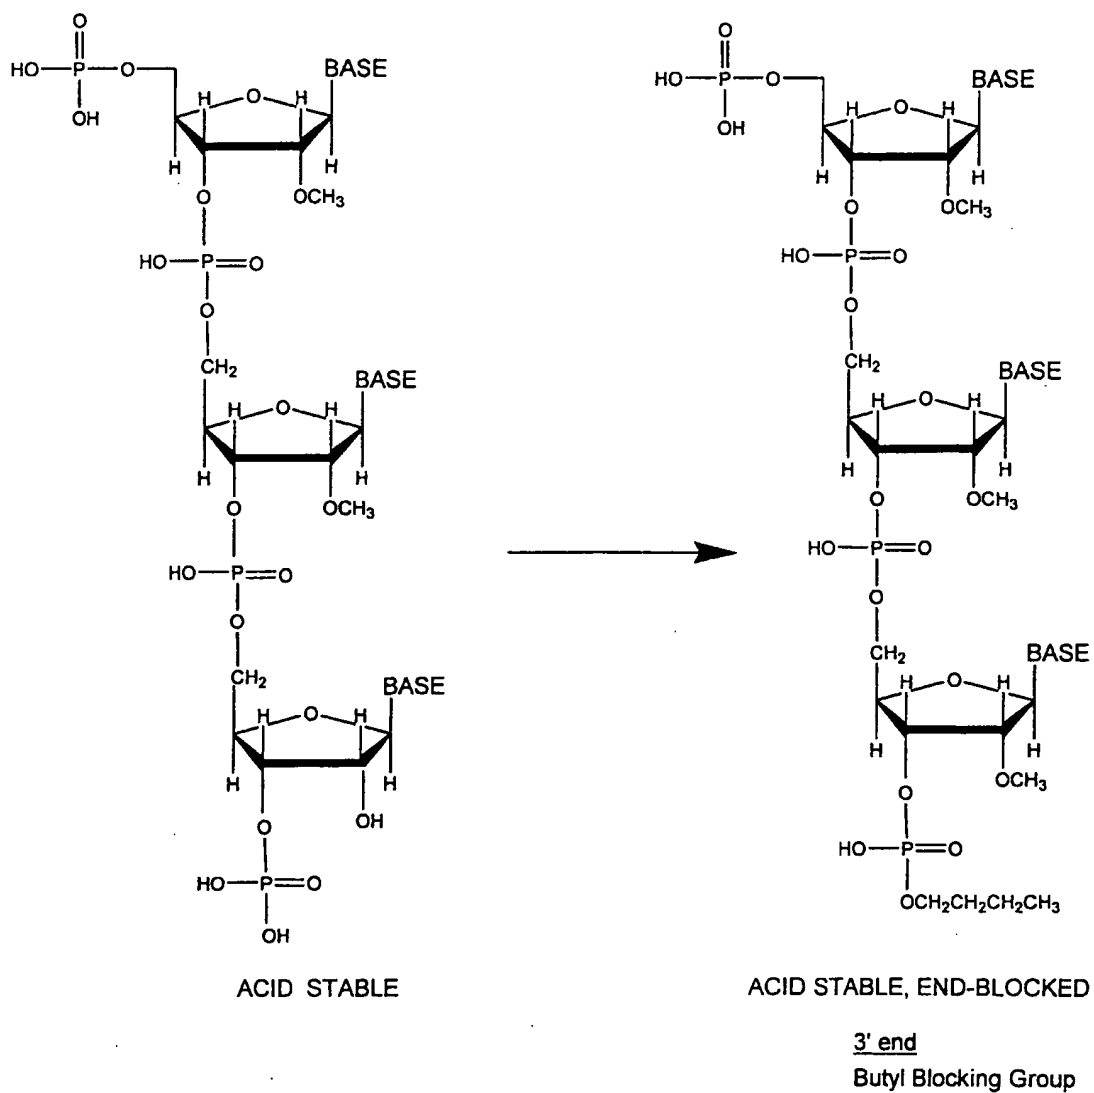 O
HO—P—O
OH
BASE
H O H
H H
O OCH₃
HO—P=O
O
CH₂
BASE
H O H
H H
O OCH₃
HO—P=O
O
CH₂
BASE
H O H
H H
O OH
HO—P=O
OH
ACID STABLE
O
HO—P—O
OH
BASE
H O H
H H
O OCH₃
HO—P=O
O
CH₂
BASE
H O H
H H
O OCH₃
HO—P=O
O
CH₂
BASE
H O H
H H
O OCH₃
HO—P=O
OCH₂CH₂CH₂CH₃
ACID STABLE, END-BLOCKED
3' end
Butyl Blocking Group